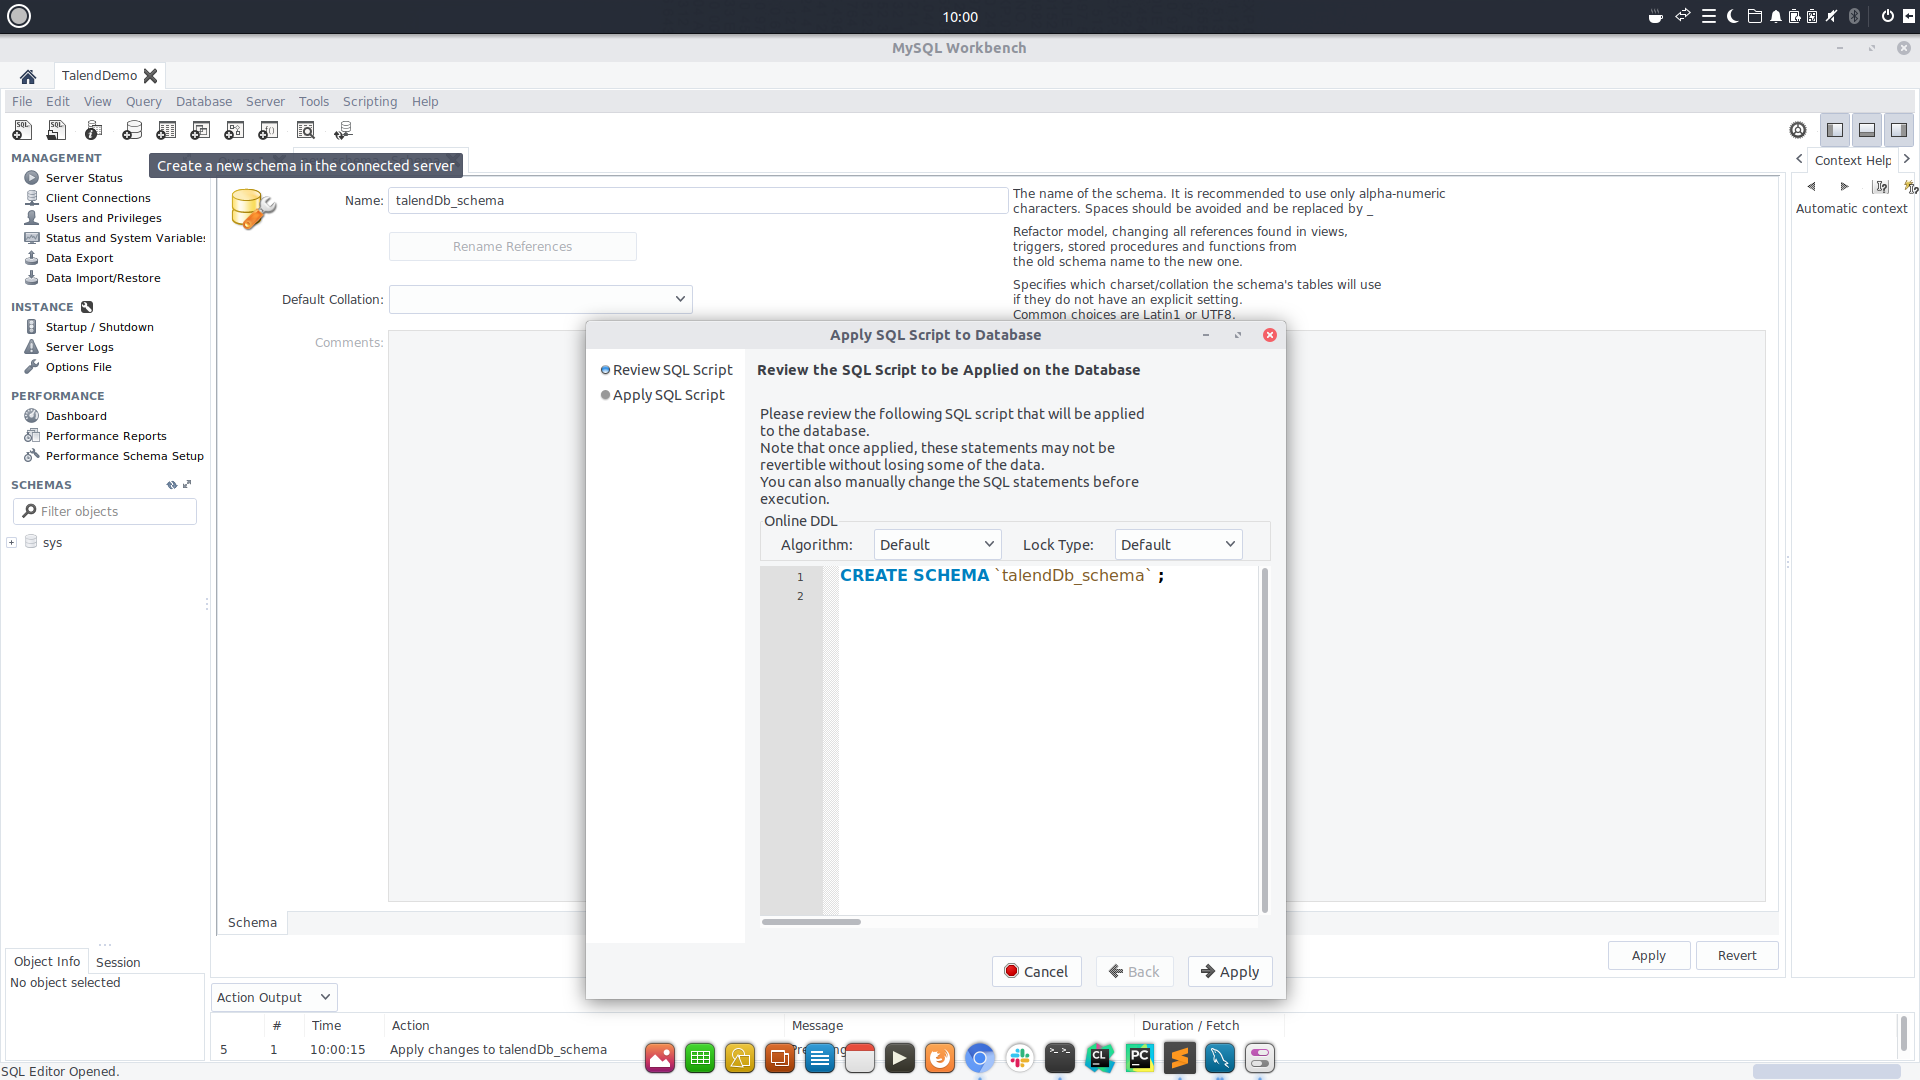 10:00
MySQL Workbench
TalendDemo
File Edit View Query Database Server Tools Scripting Help
MANAGEMENT
Server Status
Client Connections
Users and Privileges
Status and System Variables
Data Export
Data Import/Restore
INSTANCE
Startup / Shutdown
Server Logs
Options File
PERFORMANCE
Dashboard
Performance Reports
Performance Schema Setup
SCHEMAS
Filter objects
sys
Object Info Session
No object selected
Create a new schema in the connected server
Name: talendDb_schema
The name of the schema. It is recommended to use only alpha-numeric
characters. Spaces should be avoided and be replaced by _
Rename References
Refactor model, changing all references found in views,
triggers, stored procedures and functions from
the old schema name to the new one.
Default Collation:
Specifies which charset/collation the schema's tables will use
if they do not have an explicit setting.
Common choices are Latin1 or UTF8.
Comments:
Context Help
Automatic context
Apply SQL Script to Database
Review SQL Script
Apply SQL Script
Review the SQL Script to be Applied on the Database
Please review the following SQL script that will be applied
to the database.
Note that once applied, these statements may not be
revertible without losing some of the data.
You can also manually change the SQL statements before
execution.
Online DDL
Algorithm: Default Lock Type: Default
1 CREATE SCHEMA `talendDb_schema` ;
2
Cancel Back Apply
Schema
Apply Revert
Action Output
# Time Action Message Duration / Fetch
5 1 10:00:15 Apply changes to talendDb_schema
SQL Editor Opened.